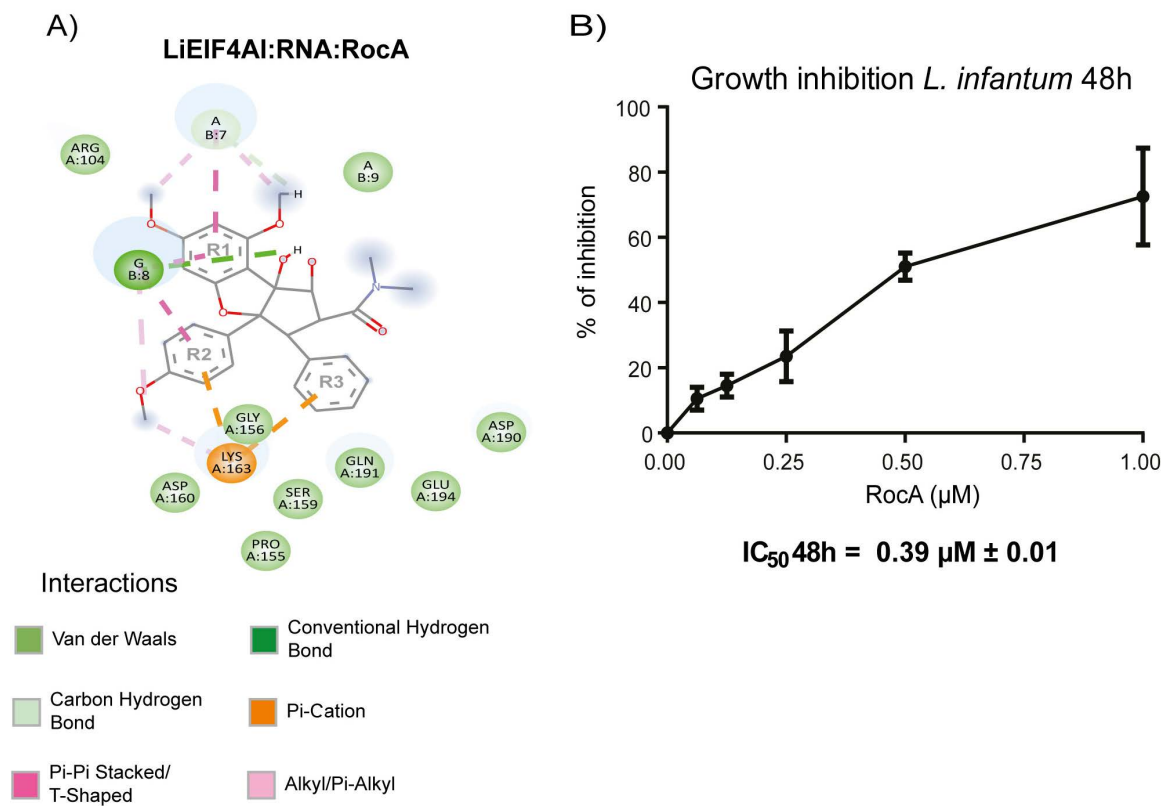 A)
LiEIF4AI:RNA:RocA
A
B:7
ARG
A:104
A
B:9
H
O
O
R1
H
G
B:8
O
O
N
O
O
R2
R3
O
GLY
A:156
LYS
A:163
ASP
A:190
GLN
A:191
ASP
A:160
SER
A:159
GLU
A:194
PRO
A:155
Interactions
Van der Waals
Conventional Hydrogen
Bond
Carbon Hydrogen
Bond
Pi-Cation
Pi-Pi Stacked/
T-Shaped
Alkyl/Pi-Alkyl
B)
Growth inhibition L. infantum 48h
% of inhibition
100
80
60
40
20
0
0.00
0.25
0.50
0.75
1.00
RocA (µM)
IC50 48h = 0.39 µM ± 0.01